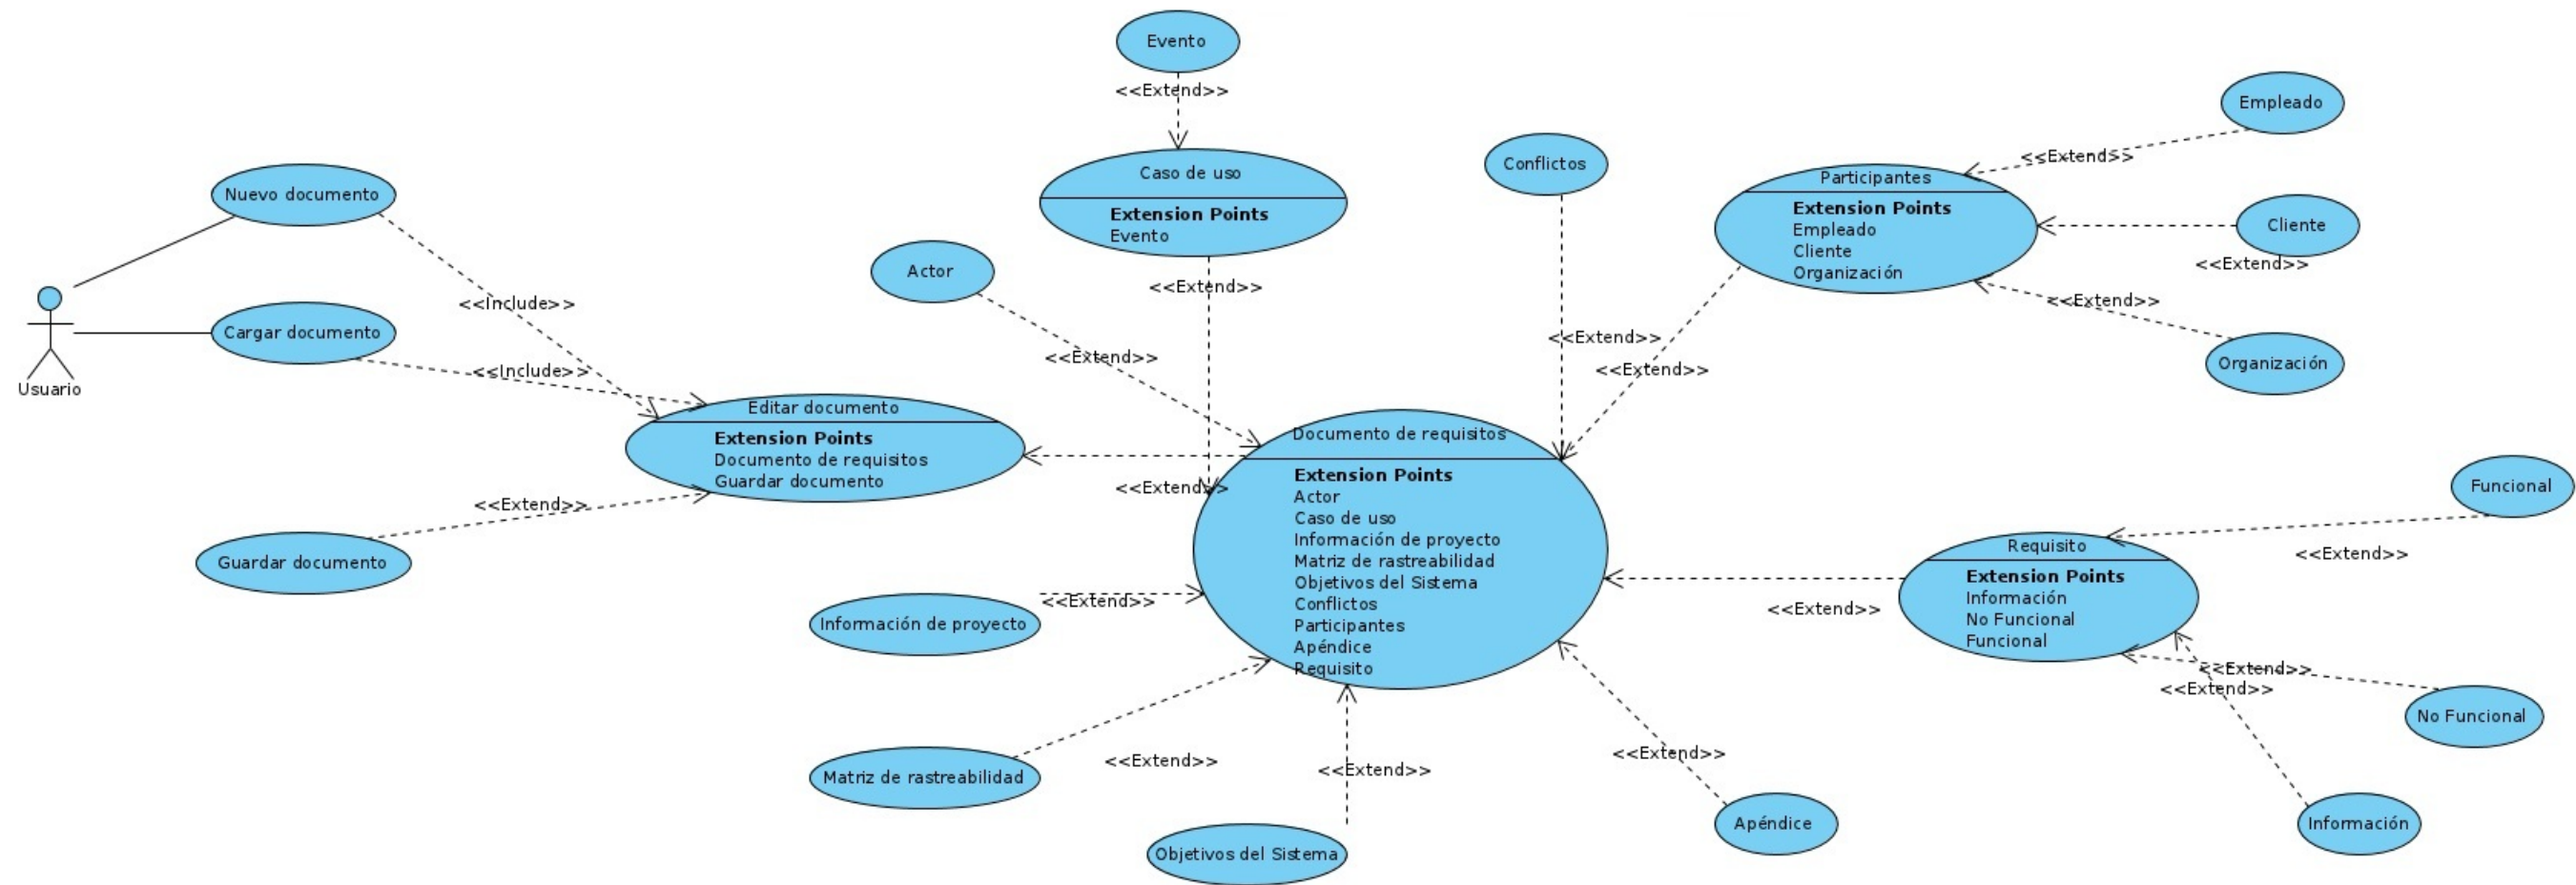 Evento
<<Extend>>
Caso de uso
Extension Points
Evento
<<Extend>>
Nuevo documento
Cargar documento
Usuario
<<Include>>
<<Include>>
Editar documento
Extension Points
Documento de requisitos
Guardar documento
<<Extend>>
Guardar documento
Actor
<<Extend>>
<<Extend>>
Conflictos
<<Extend>>
<<Extend>>
Participantes
Extension Points
Empleado
Cliente
Organización
Empleado
<<Extend>>
Cliente
<<Extend>>
<<Extend>>
Organización
Documento de requisitos
Extension Points
Actor
Caso de uso
Información de proyecto
Matriz de rastreabilidad
Objetivos del Sistema
Conflictos
Participantes
Apéndice
Requisito
Información de proyecto
<<Extend>>
Matriz de rastreabilidad
<<Extend>>
Objetivos del Sistema
<<Extend>>
<<Extend>>
Apéndice
<<Extend>>
Requisito
Extension Points
Información
No Funcional
Funcional
Funcional
<<Extend>>
<<Extend>>
<<Extend>>
No Funcional
Información